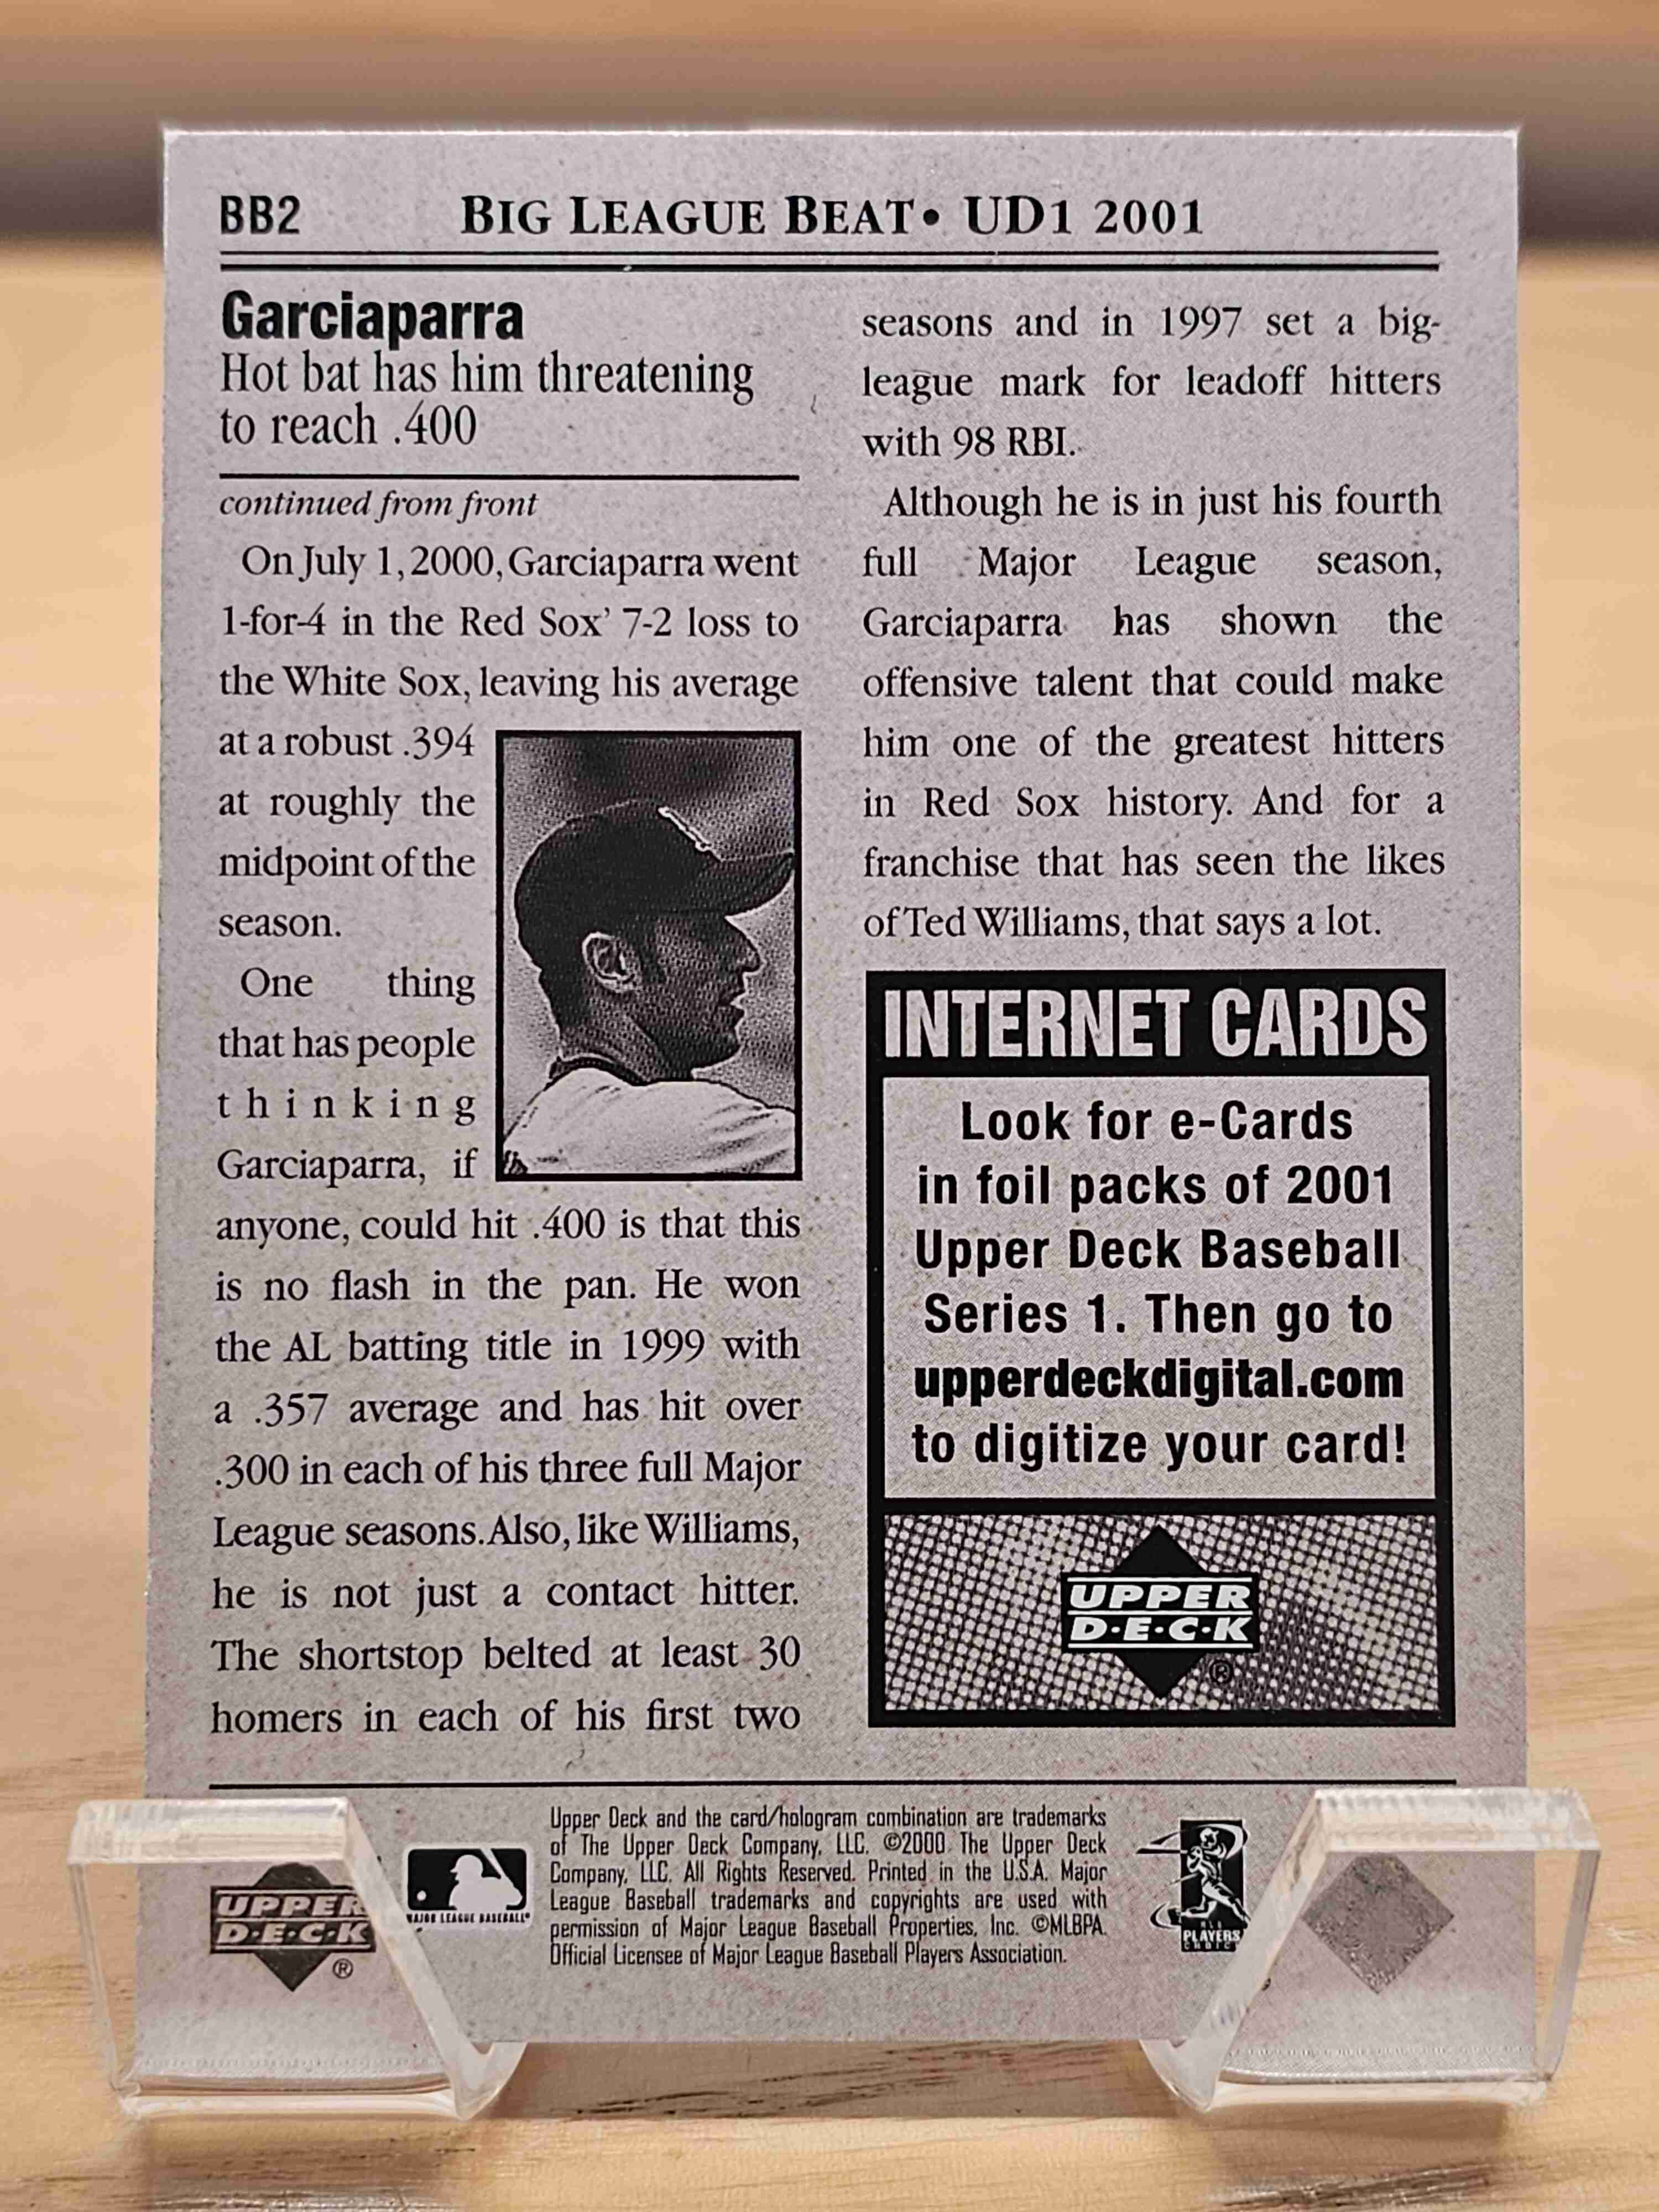 BB2 BIG LEAGUE BEAT• UD1 2001
Garciaparra
Hot bat has him threatening
to reach .400
continued from front
On July 1, 2000, Garciaparra went
1-for-4 in the Red Sox’ 7-2 loss to
the White Sox, leaving his average
at a robust .394
at roughly the
midpoint of the
season.
One thing
that has people
thinking
Garciaparra, if
anyone, could hit .400 is that this
is no flash in the pan. He won
the AL batting title in 1999 with
a .357 average and has hit over
.300 in each of his three full Major
League seasons. Also, like Williams,
he is not just a contact hitter.
The shortstop belted at least 30
homers in each of his first two
seasons and in 1997 set a big-
league mark for leadoff hitters
with 98 RBI.
Although he is in just his fourth
full Major League season,
Garciaparra has shown the
offensive talent that could make
him one of the greatest hitters
in Red Sox history. And for a
franchise that has seen the likes
of Ted Williams, that says a lot.
INTERNET CARDS
Look for e-Cards
in foil packs of 2001
Upper Deck Baseball
Series 1. Then go to
upperdeckdigital.com
to digitize your card!
UPPER
D·E·C·K
®
UPPER
D·E·C·K
®
MAJOR LEAGUE BASEBALL®
Upper Deck and the card/hologram combination are trademarks
of The Upper Deck Company, LLC. ©2000 The Upper Deck
Company, LLC. All Rights Reserved. Printed in the U.S.A. Major
League Baseball trademarks and copyrights are used with
permission of Major League Baseball Properties, Inc. ©MLBPA.
Official Licensee of Major League Baseball Players Association.
PLAYERS
CHOICE